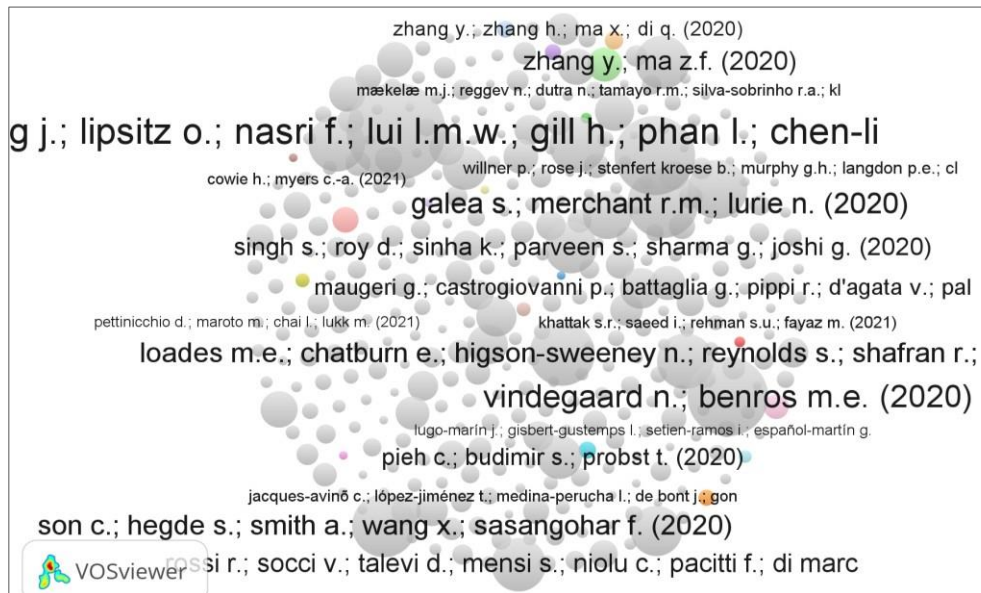 zhang y.; zhang h.; ma x.; di q. (2020)
zhang y.; ma z.f. (2020)
mækelæ m.j.; reggev n.; dutra n.; tamayo r.m.; silva-sobrinho r.a.; kl
g j.; lipsitz o.; nasri f.; lui l.m.w.; gill h.; phan l.; chen-li
willner p.; rose j.; stenfert kroese b.; murphy g.h.; langdon p.e.; cl
cowie h.; myers c.-a. (2021)
galea s.; merchant r.m.; lurie n. (2020)
singh s.; roy d.; sinha k.; parveen s.; sharma g.; joshi g. (2020)
maugeri g.; castrogiovanni p.; battaglia g.; pippi r.; d'agata v.; pal
pettinicchio d.; maroto m.; chai l.; lukk m. (2021)
khattak s.r.; saeed i.; rehman s.u.; fayaz m. (2021)
loades m.e.; chatburn e.; higson-sweeney n.; reynolds s.; shafran r.;
vindegaard n.; benros m.e. (2020)
lugo-marín j.; gisbert-gustemps l.; setien-ramos i.; español-martín g.
pieh c.; budimir s.; probst t. (2020)
jacques-avinõ c.; lópez-jiménez t.; medina-perucha l.; de bont j.; gon
son c.; hegde s.; smith a.; wang x.; sasangohar f. (2020)
rossi r.; socci v.; talevi d.; mensi s.; niolu c.; pacitti f.; di marc
VOSviewer